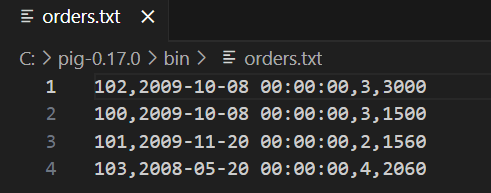 orders.txt ×
C: > pig-0.17.0 > bin > orders.txt
1 102,2009-10-08 00:00:00,3,3000
2 100,2009-10-08 00:00:00,3,1500
3 101,2009-11-20 00:00:00,2,1560
4 103,2008-05-20 00:00:00,4,2060